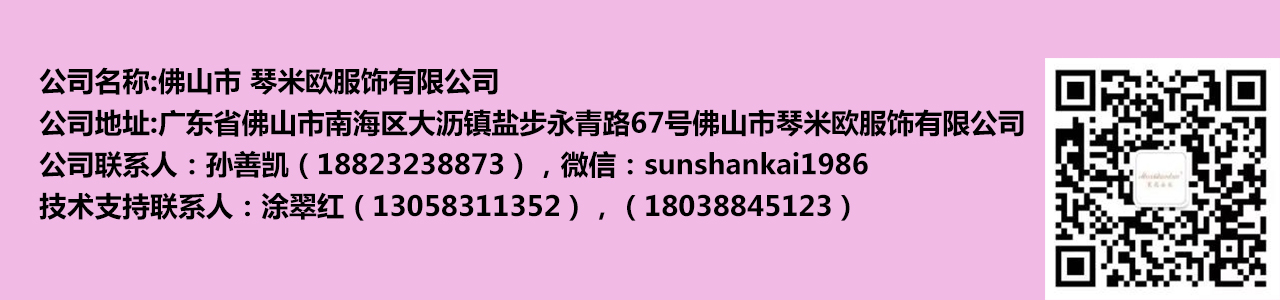 公司名称:佛山市 琴米欧服饰有限公司
公司地址:广东省佛山市南海区大沥镇盐步永青路67号佛山市琴米欧服饰有限公司
公司联系人：孙善凯（18823238873），微信：sunshankai1986
技术支持联系人：涂翠红（13058311352），（18038845123）